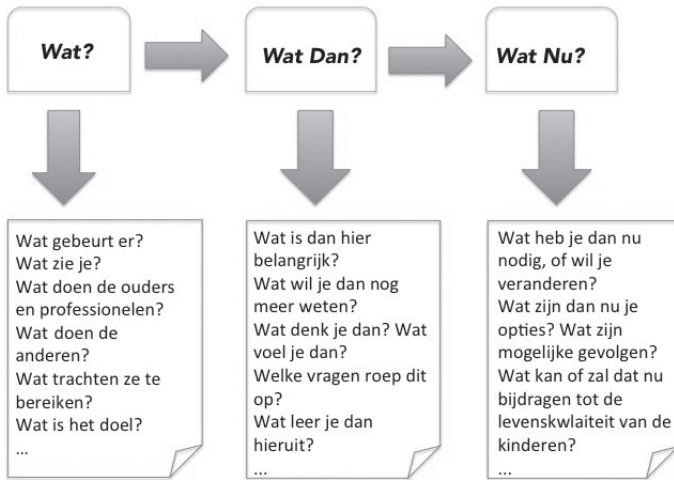 Wat?
Wat Dan?
Wat Nu?
Wat gebeurt er?
Wat zie je?
Wat doen de ouders
en professionelen?
Wat doen de
anderen?
Wat trachten ze te
bereiken?
Wat is het doel?
...
Wat is dan hier
belangrijk?
Wat wil je dan nog
meer weten?
Wat denk je dan? Wat
voel je dan?
Welke vragen roep dit
op?
Wat leer je dan
hieruit?
...
Wat heb je dan nu
nodig, of wil je
veranderen?
Wat zijn dan nu je
opties? Wat zijn
mogelijke gevolgen?
Wat kan of zal dat nu
bijdragen tot de
levenskwlaiteit van de
kinderen?
...